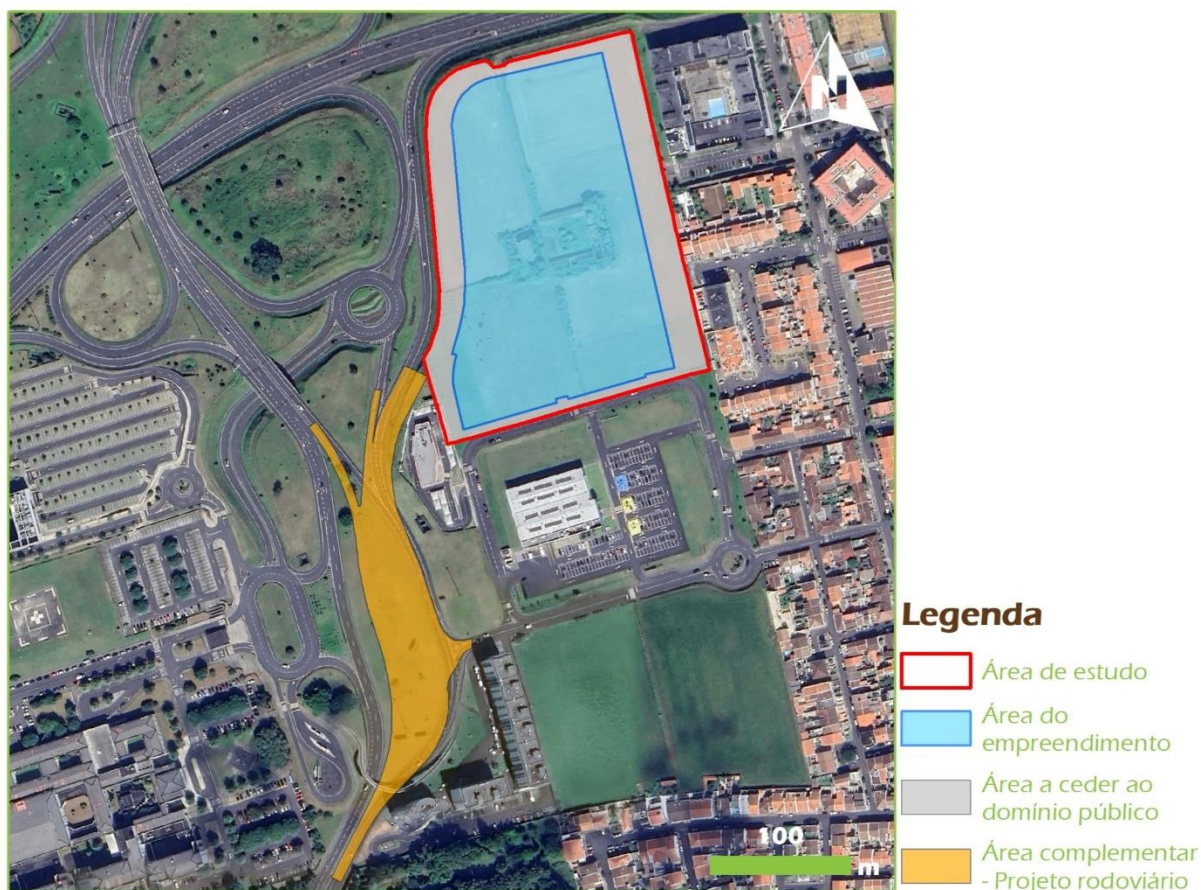 N
Legenda
Área de estudo
Área do
empreendimento
Área a ceder ao
domínio público
100
m
Área complementar
- Projeto rodoviário